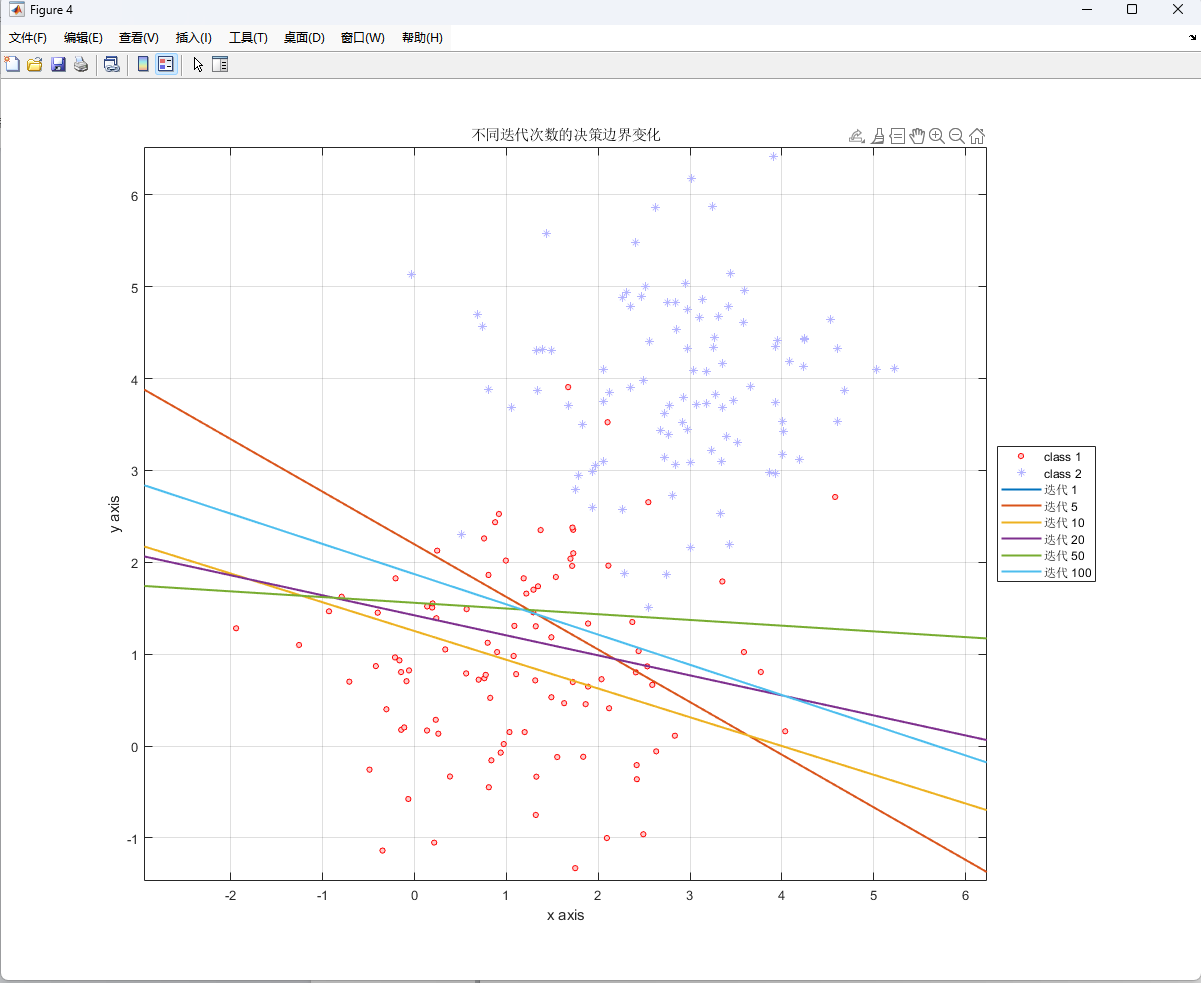 Figure 4
文件(F) 编辑(E) 查看(V) 插入(I) 工具(T) 桌面(D) 窗口(W) 帮助(H)
不同迭代次数的决策边界变化
6
5
4
3
2
1
0
-1
y axis
-2 -1 0 1 2 3 4 5 6
x axis
class 1
class 2
迭代 1
迭代 5
迭代 10
迭代 20
迭代 50
迭代 100